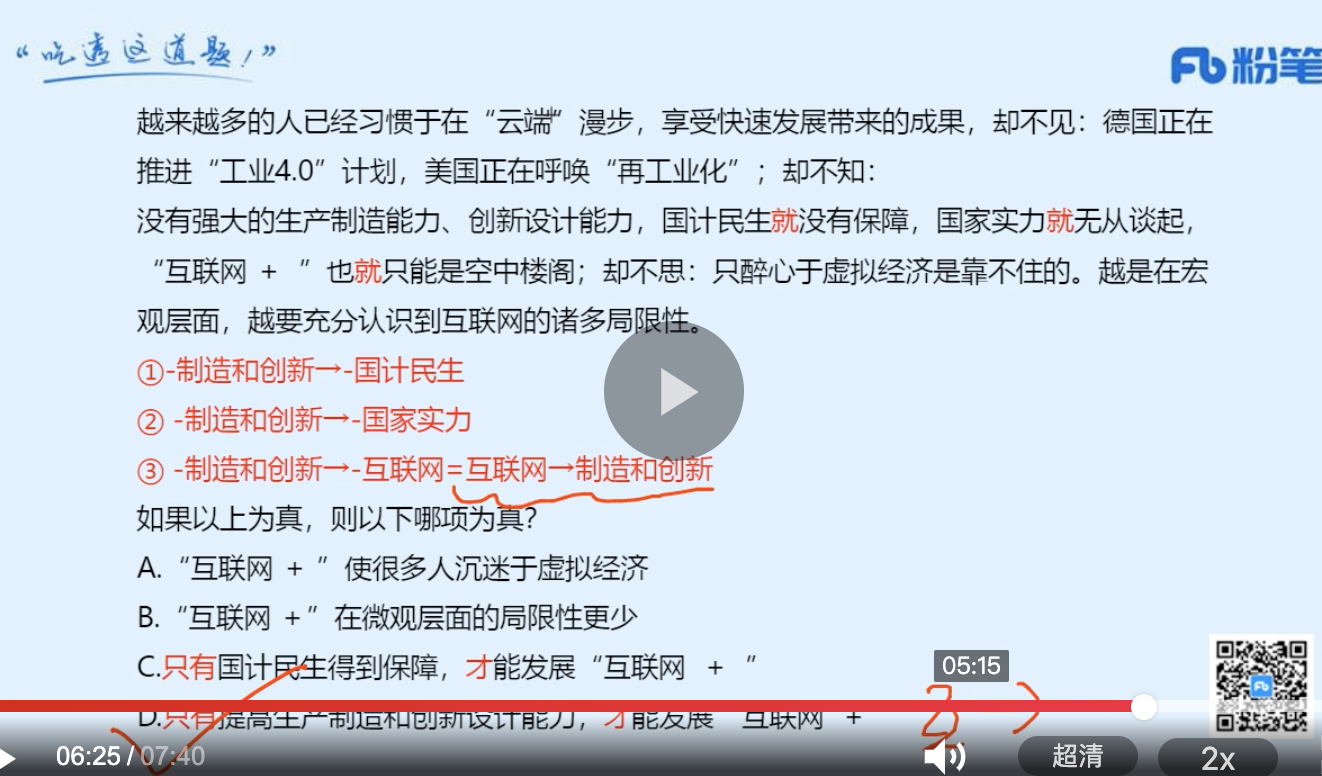 “吃透这道题！”
粉笔
越来越多的人已经习惯于在“云端”漫步，享受快速发展带来的成果，却不见：德国正在
推进“工业4.0”计划，美国正在呼唤“再工业化”；却不知：
没有强大的生产制造能力、创新设计能力，国计民生就没有保障，国家实力就无从谈起，
“互联网 + ”也就只能是空中楼阁；却不思：只醉心于虚拟经济是靠不住的。越是在宏
观层面，越要充分认识到互联网的诸多局限性。
①-制造和创新→-国计民生
② -制造和创新→-国家实力
③ -制造和创新→-互联网=互联网→制造和创新
如果以上为真，则以下哪项为真？
A.“互联网 + ”使很多人沉迷于虚拟经济
B.“互联网 +”在微观层面的局限性更少
C.只有国计民生得到保障，才能发展“互联网 + ”
05:15
D.只有提高生产制造和创新设计能力，才能发展 互联网 +
06:25 / 07:40
超清
2x